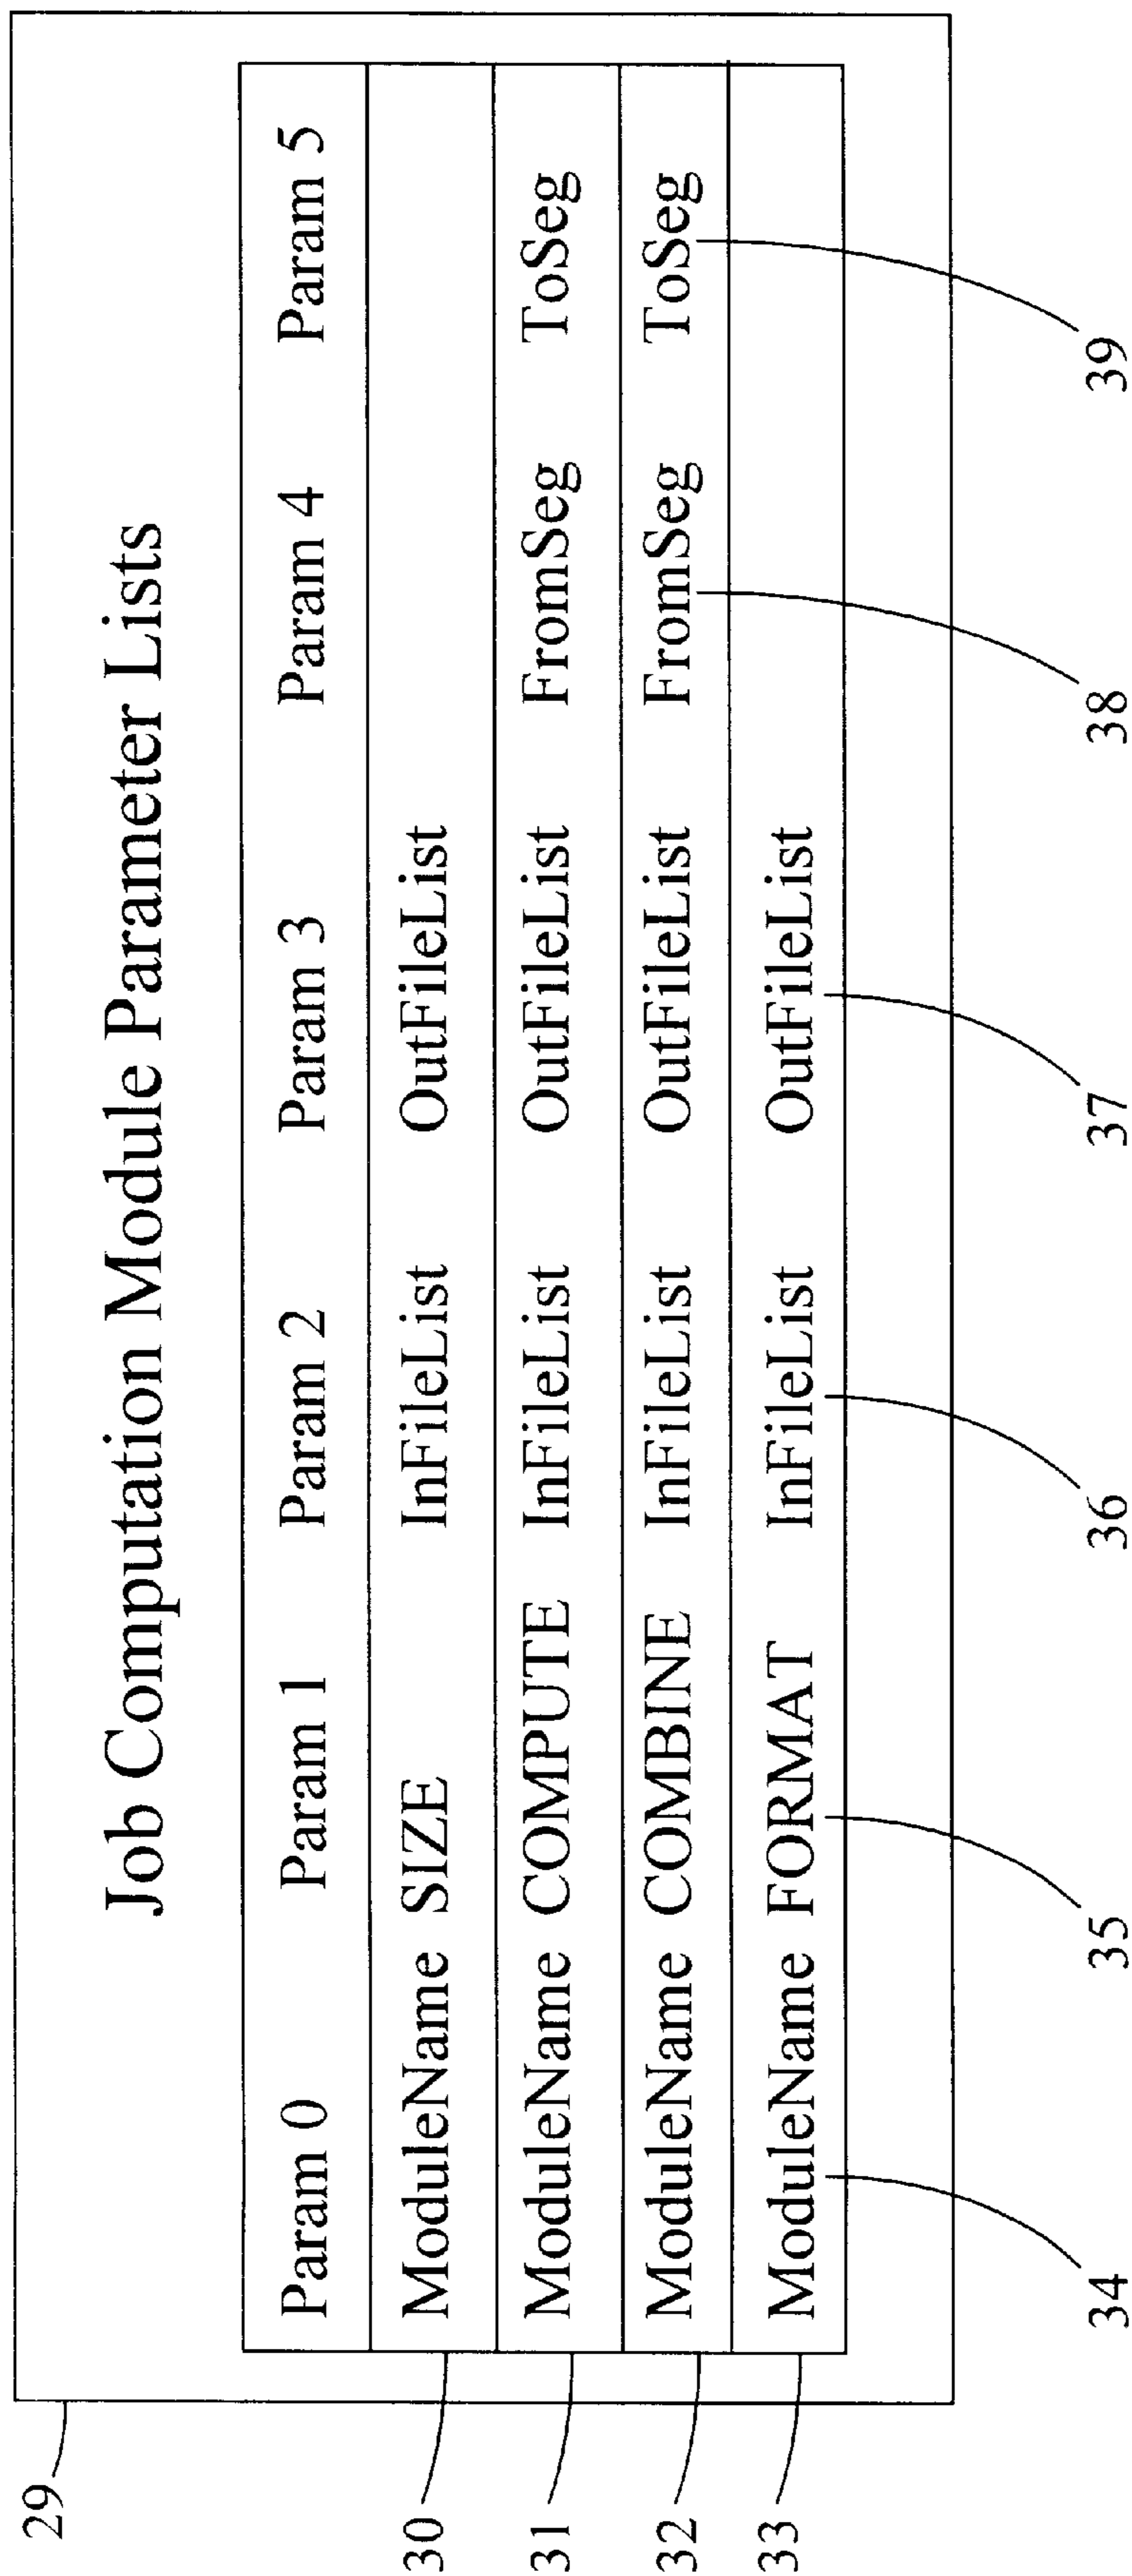 Job Computation Module Parameter Lists
Param 0 Param 1 Param 2 Param 3 Param 4 Param 5
ModuleName SIZE InFileList OutFileList
ModuleName COMPUTE InFileList OutFileList FromSeg ToSeg
ModuleName COMBINE InFileList OutFileList FromSeg ToSeg
ModuleName FORMAT InFileList OutFileList
29
30
31
32
33
34 35 36 37 38 39